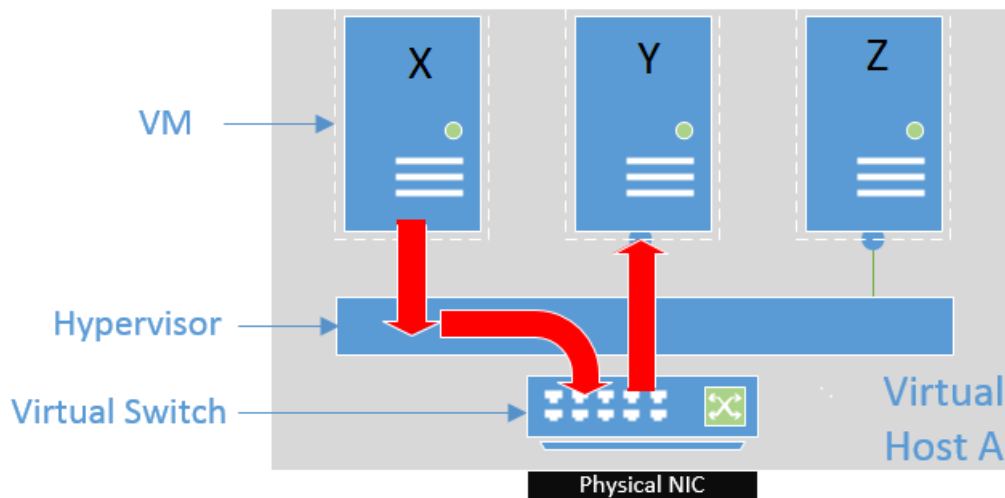 X
Y
Z
VM
Hypervisor
Virtual Switch
Virtual
Host A
Physical NIC